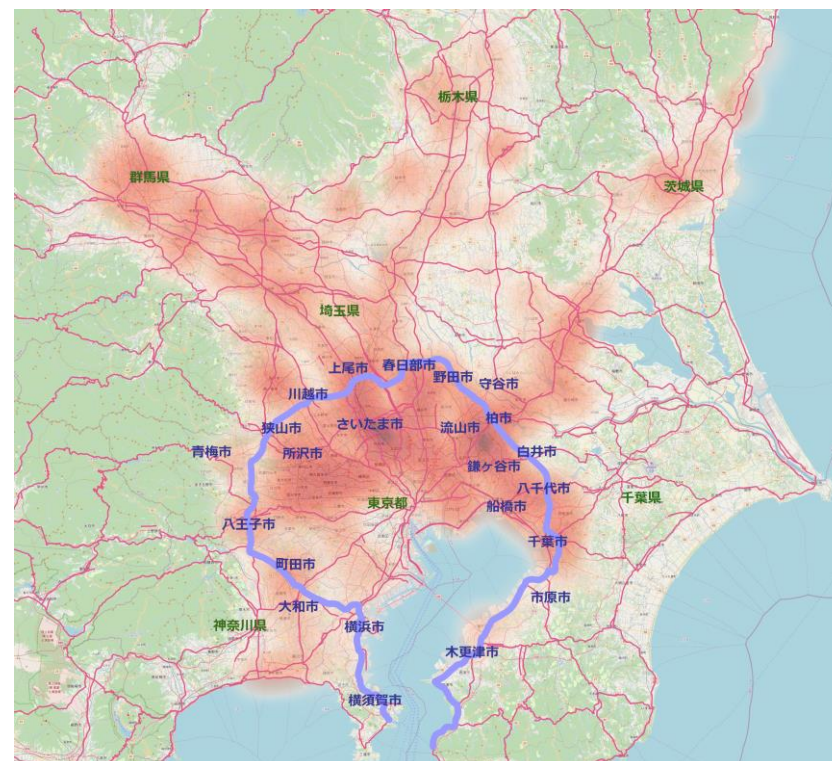 栃木県
群馬県
茨城県
埼玉県
上尾市
春日部市
野田市
守谷市
川越市
狭山市
さいたま市
流山市
柏市
青梅市
所沢市
鎌ヶ谷市
白井市
八千代市
東京都
船橋市
千葉県
八王子市
千葉市
町田市
市原市
大和市
神奈川県
横浜市
木更津市
横須賀市